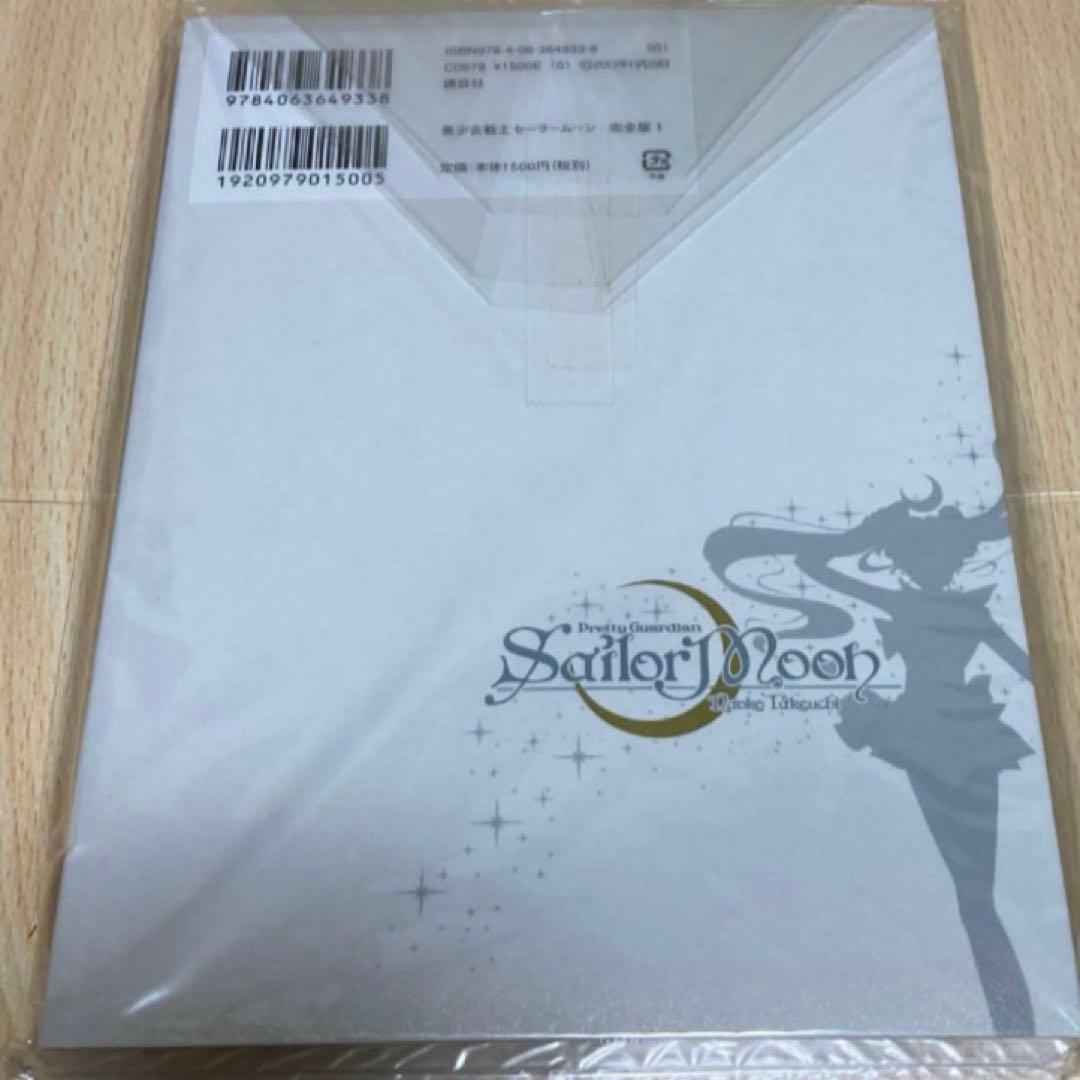 ISBN978-4-06-364933-8 001
9784063649338
C0979 ¥1500E (0)
講談社
美少女戦士セーラームーン 完全版 1
1920979015005
定価:本体1500円(税別)
Pretty Guardian
Sailor Moon
Naoko Takeuchi